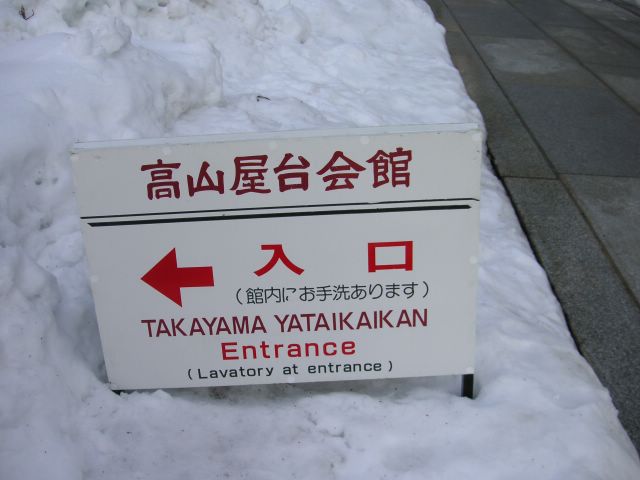 高山屋台会館
入口
(館内にお手洗あります)
TAKAYAMA YATAIKAIKAN
Entrance
(Lavatory at entrance)